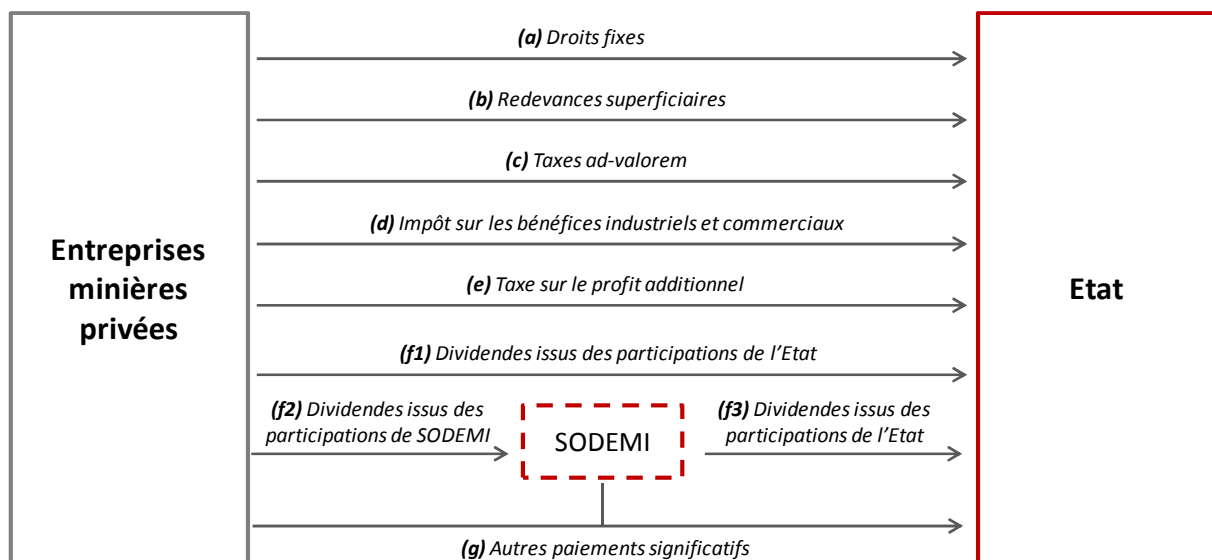 (a) Droits fixes
(b) Redevances superficiaires
(c) Taxes ad-valorem
(d) Impôt sur les bénéfices industriels et commerciaux
Entreprises
minières
privées
(e) Taxe sur le profit additionnel
Etat
(f1) Dividendes issus des participations de l’Etat
(f2) Dividendes issus des
participations de SODEMI
SODEMI
(f3) Dividendes issus des
participations de l’Etat
(g) Autres paiements significatifs